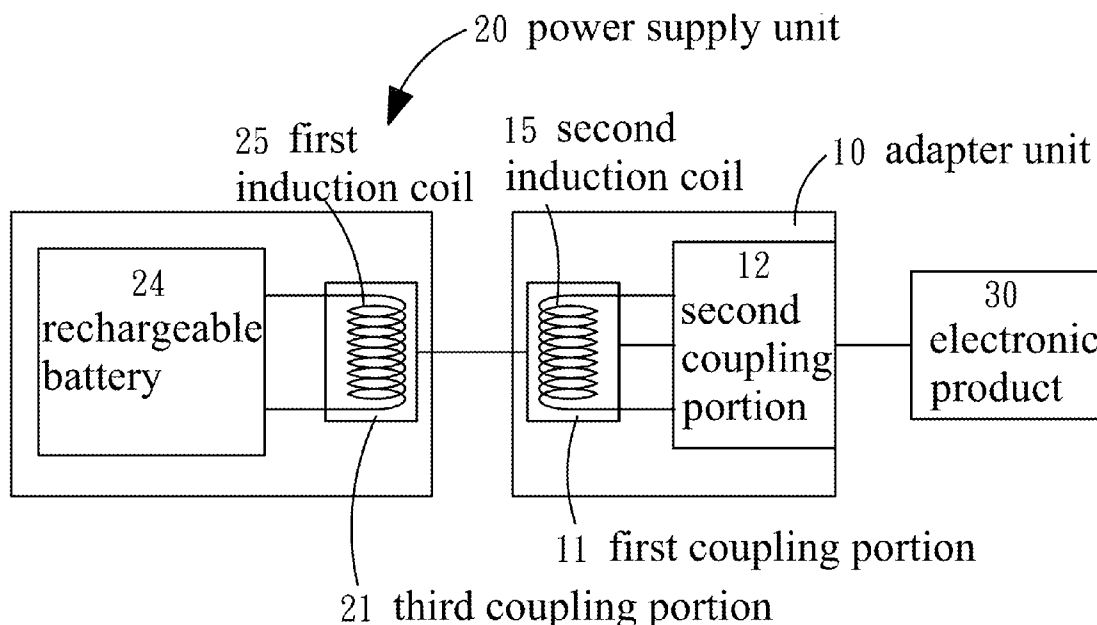 20 power supply unit
25 first
induction coil
15 second
induction coil
10 adapter unit
24
rechargeable
battery
12
second
coupling
portion
30
electronic
product
11 first coupling portion
21 third coupling portion